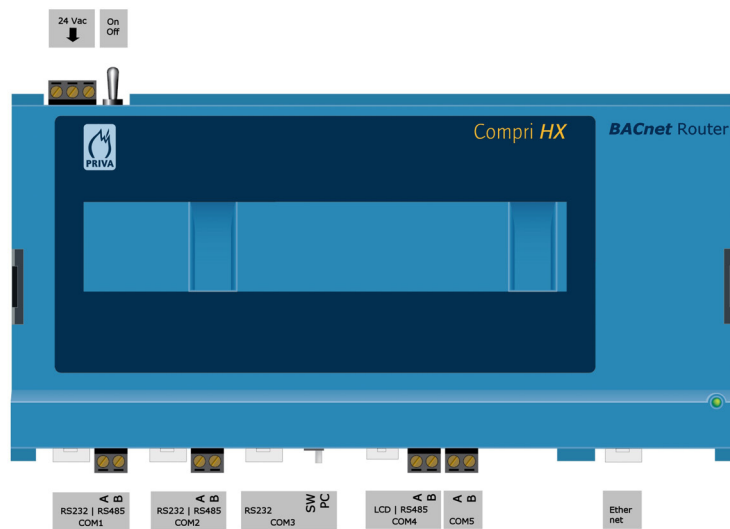 24 Vac
On
Off
Compri HX
BACnet Router
PRIVA
A B
RS232 | RS485
COM1
A B
RS232 | RS485
COM2
RS232
COM3
SW
PC
A B
LCD | RS485
COM4
A B
COM5
Ether
net